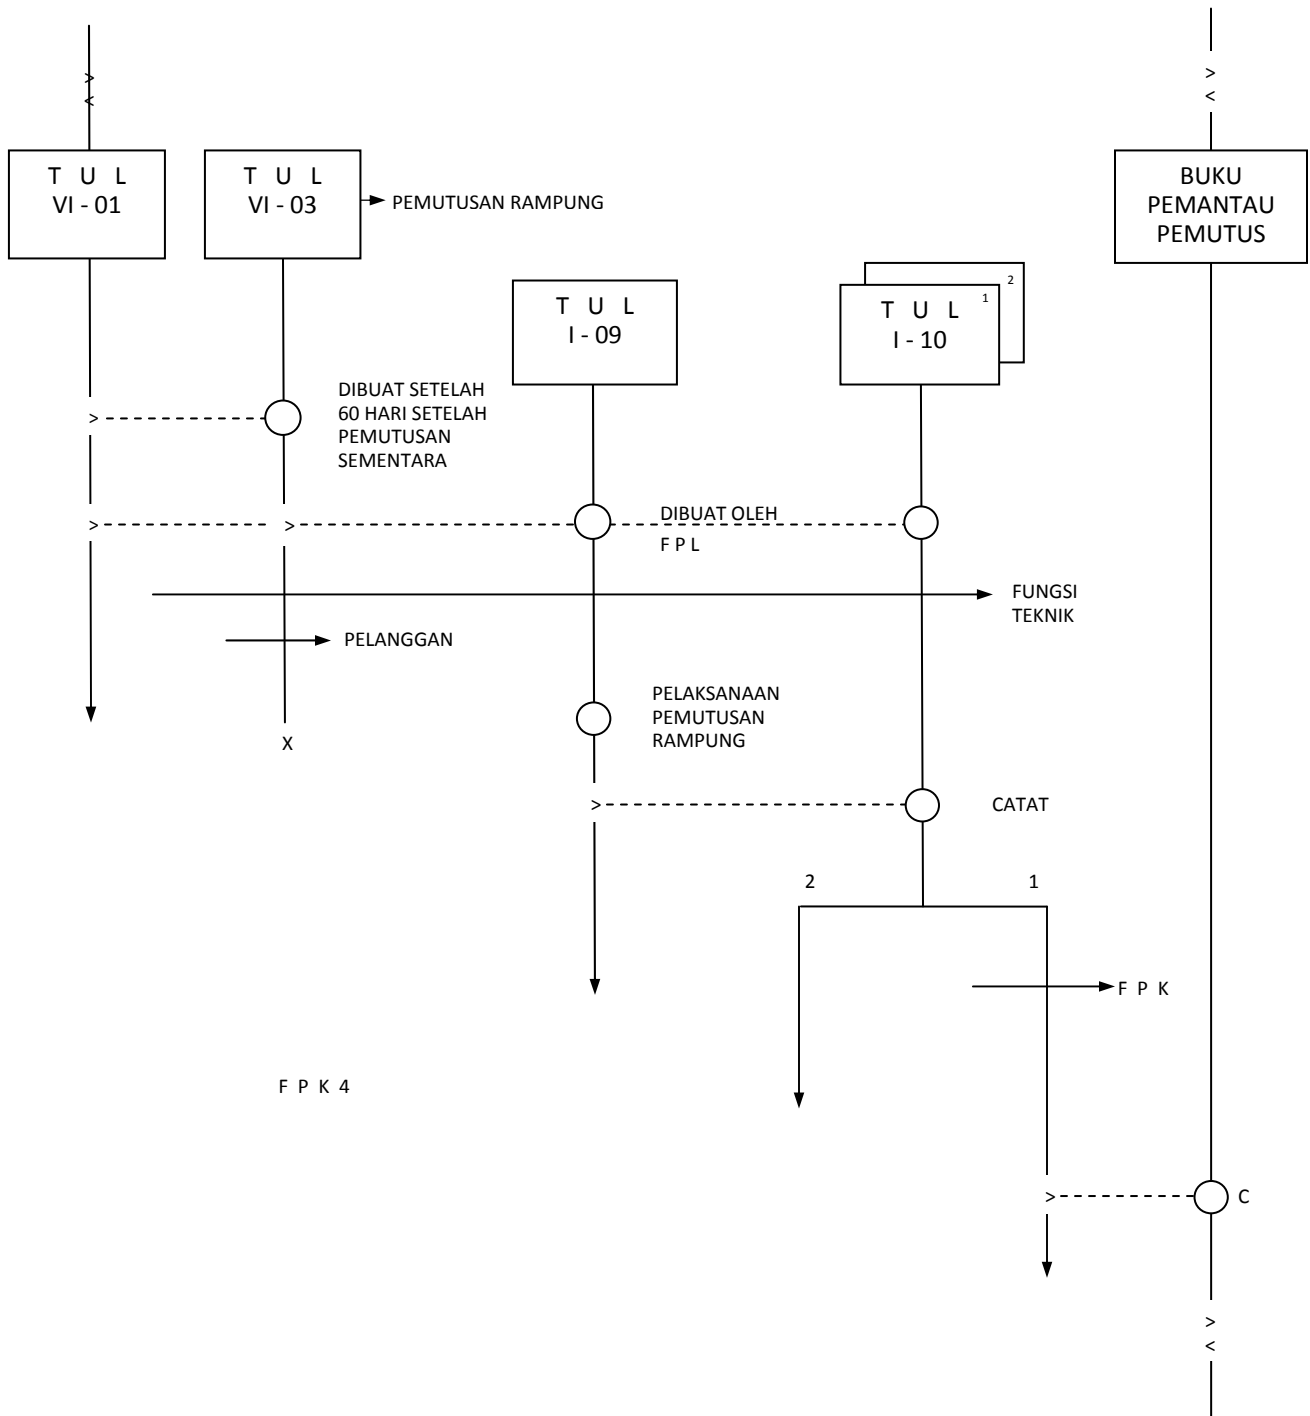 >
<
>
<
T U L
VI - 01
T U L
VI - 03
PEMUTUSAN RAMPUNG
BUKU
PEMANTAU
PEMUTUS
T U L
I - 09
2
1
T U L
I - 10
DIBUAT SETELAH
60 HARI SETELAH
PEMUTUSAN
SEMENTARA
>
DIBUAT OLEH
F P L
>
>
FUNGSI
TEKNIK
PELANGGAN
PELAKSANAAN
PEMUTUSAN
RAMPUNG
X
>
CATAT
2
1
F P K
F P K 4
>
C
>
<